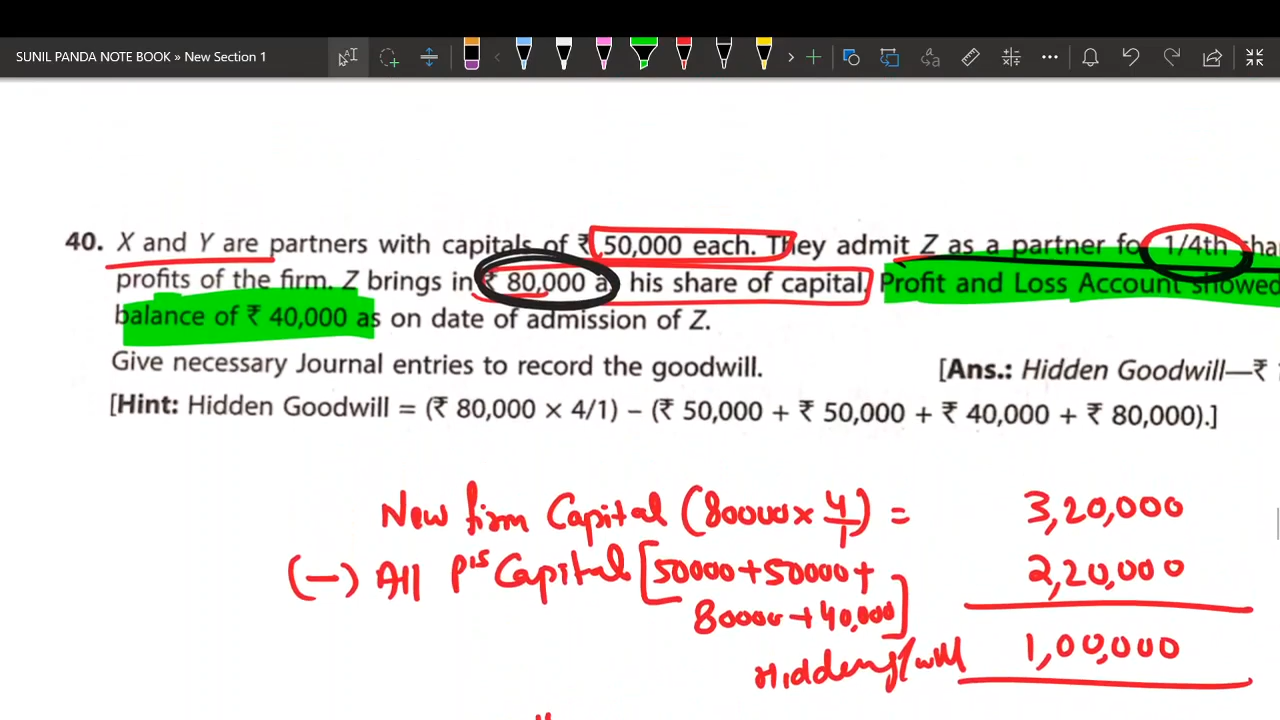 SUNIL PANDA NOTE BOOK » New Section 1
40. X and Y are partners with capitals of ₹ 50,000 each. They admit Z as a partner for 1/4th sha
profits of the firm. Z brings in ₹ 80,000 a his share of capital. Profit and Loss Account showed
balance of ₹ 40,000 as on date of admission of Z.
Give necessary Journal entries to record the goodwill.
[Ans.: Hidden Goodwill—₹
[Hint: Hidden Goodwill = (₹ 80,000 × 4/1) – (₹ 50,000 + ₹ 50,000 + ₹ 40,000 + ₹ 80,000).]
New firm Capital (80000 × 4/1) = 3,20,000
(—) All P's Capital [50000+50000+ 2,20,000
80000+40,000]
Hidden g/will 1,00,000